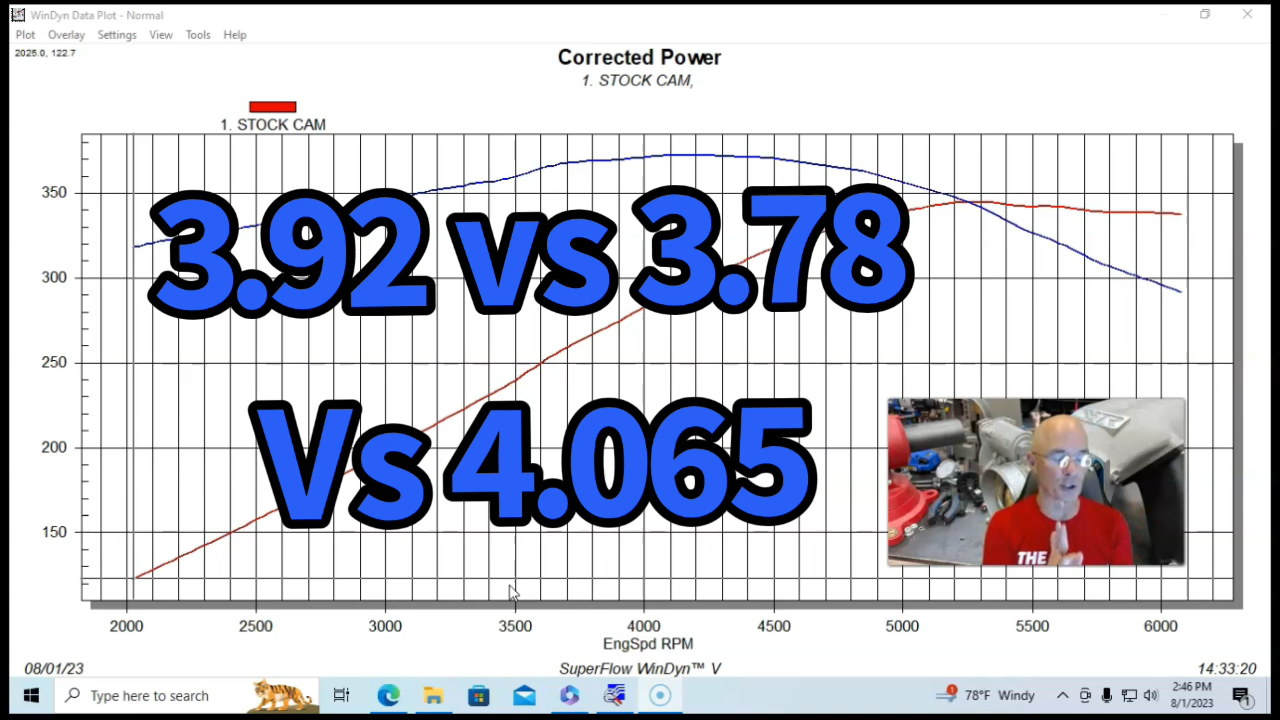 WinDyn Data Plot - Normal
Plot Overlay Settings View Tools Help
2025.0, 122.7
Corrected Power
1. STOCK CAM,
1. STOCK CAM
350
300
250
200
150
3.92 vs 3.78
Vs 4.065
THE
2000 2500 3000 3500 4000 4500 5000 5500 6000
EngSpd RPM
08/01/23 SuperFlow WinDyn™ V 14:33:20
Type here to search
78°F Windy
2:46 PM
8/1/2023
1